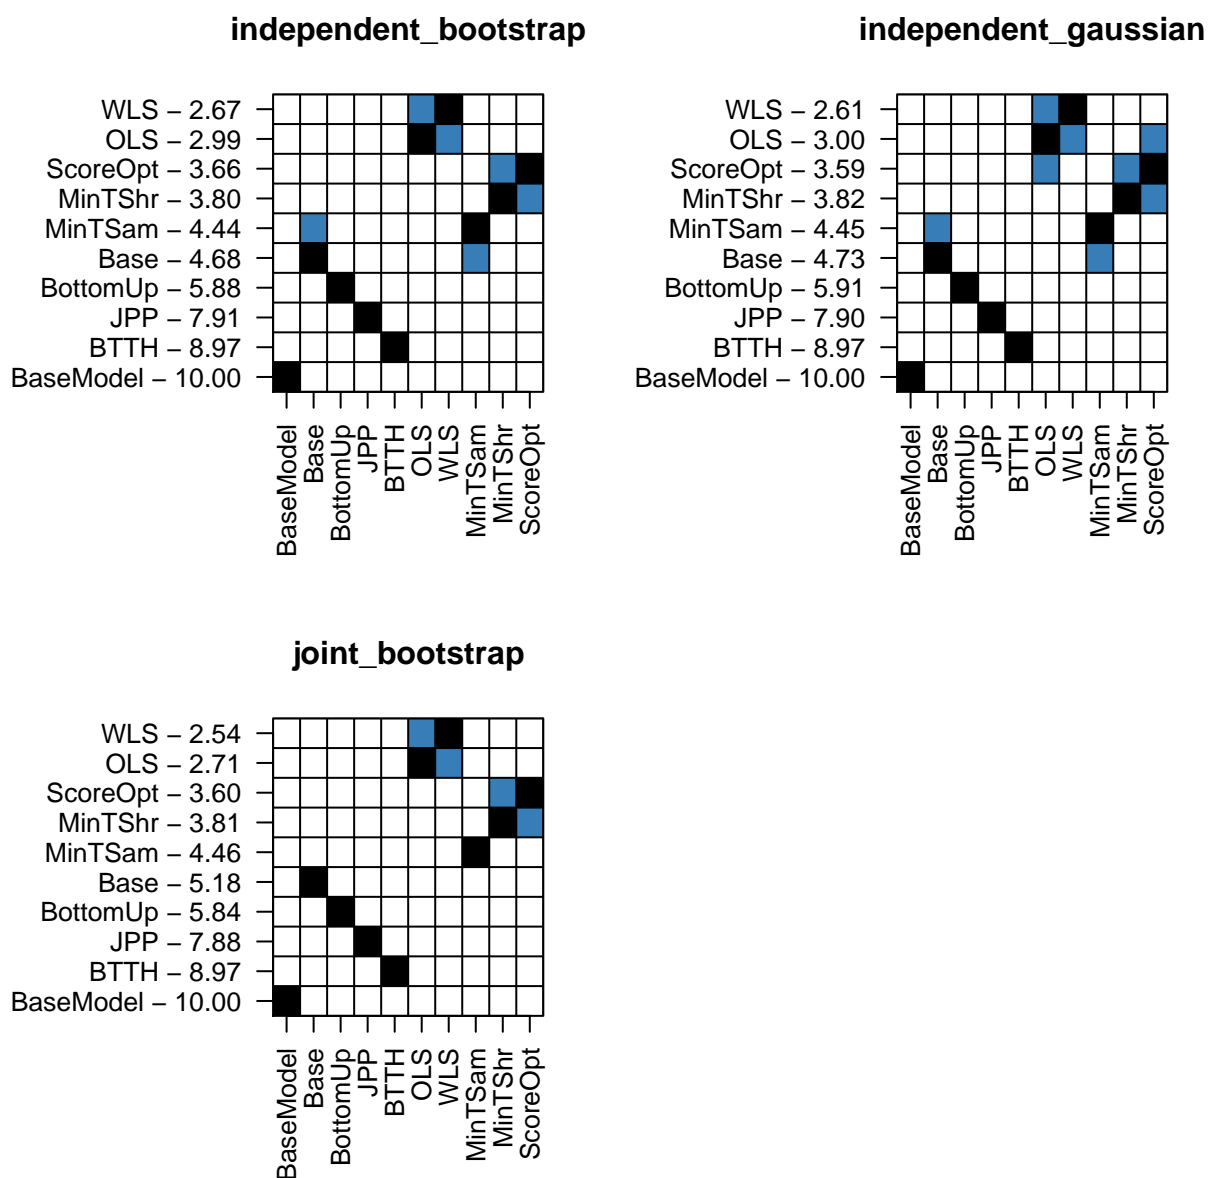 independent_bootstrap
WLS – 2.67
OLS – 2.99
ScoreOpt – 3.66
MinTShr – 3.80
MinTSam – 4.44
Base – 4.68
BottomUp – 5.88
JPP – 7.91
BTTH – 8.97
BaseModel – 10.00
BaseModel
Base
BottomUp
JPP
BTTH
OLS
WLS
MinTSam
MinTShr
ScoreOpt
independent_gaussian
WLS – 2.61
OLS – 3.00
ScoreOpt – 3.59
MinTShr – 3.82
MinTSam – 4.45
Base – 4.73
BottomUp – 5.91
JPP – 7.90
BTTH – 8.97
BaseModel – 10.00
BaseModel
Base
BottomUp
JPP
BTTH
OLS
WLS
MinTSam
MinTShr
ScoreOpt
joint_bootstrap
WLS – 2.54
OLS – 2.71
ScoreOpt – 3.60
MinTShr – 3.81
MinTSam – 4.46
Base – 5.18
BottomUp – 5.84
JPP – 7.88
BTTH – 8.97
BaseModel – 10.00
BaseModel
Base
BottomUp
JPP
BTTH
OLS
WLS
MinTSam
MinTShr
ScoreOpt